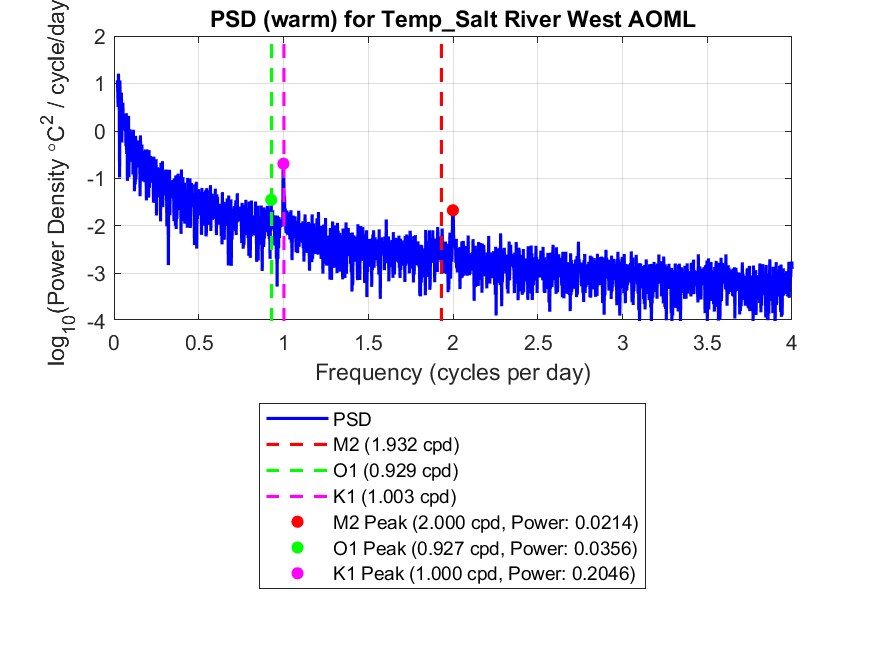 PSD (warm) for Temp_Salt River West AOML
log10(Power Density °C2 / cycle/day
2
1
0
-1
-2
-3
-4
0 0.5 1 1.5 2 2.5 3 3.5 4
Frequency (cycles per day)
PSD
M2 (1.932 cpd)
O1 (0.929 cpd)
K1 (1.003 cpd)
M2 Peak (2.000 cpd, Power: 0.0214)
O1 Peak (0.927 cpd, Power: 0.0356)
K1 Peak (1.000 cpd, Power: 0.2046)